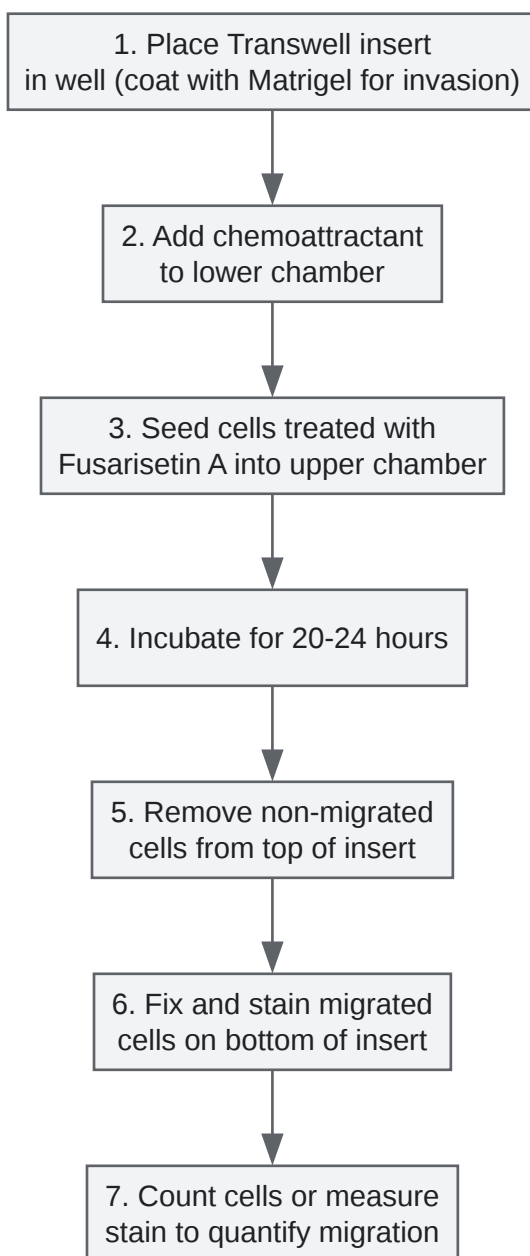 1. Place Transwell insert
in well (coat with Matrigel for invasion)
2. Add chemoattractant
to lower chamber
3. Seed cells treated with
Fusarisetin A into upper chamber
4. Incubate for 20-24 hours
5. Remove non-migrated
cells from top of insert
6. Fix and stain migrated
cells on bottom of insert
7. Count cells or measure
stain to quantify migration